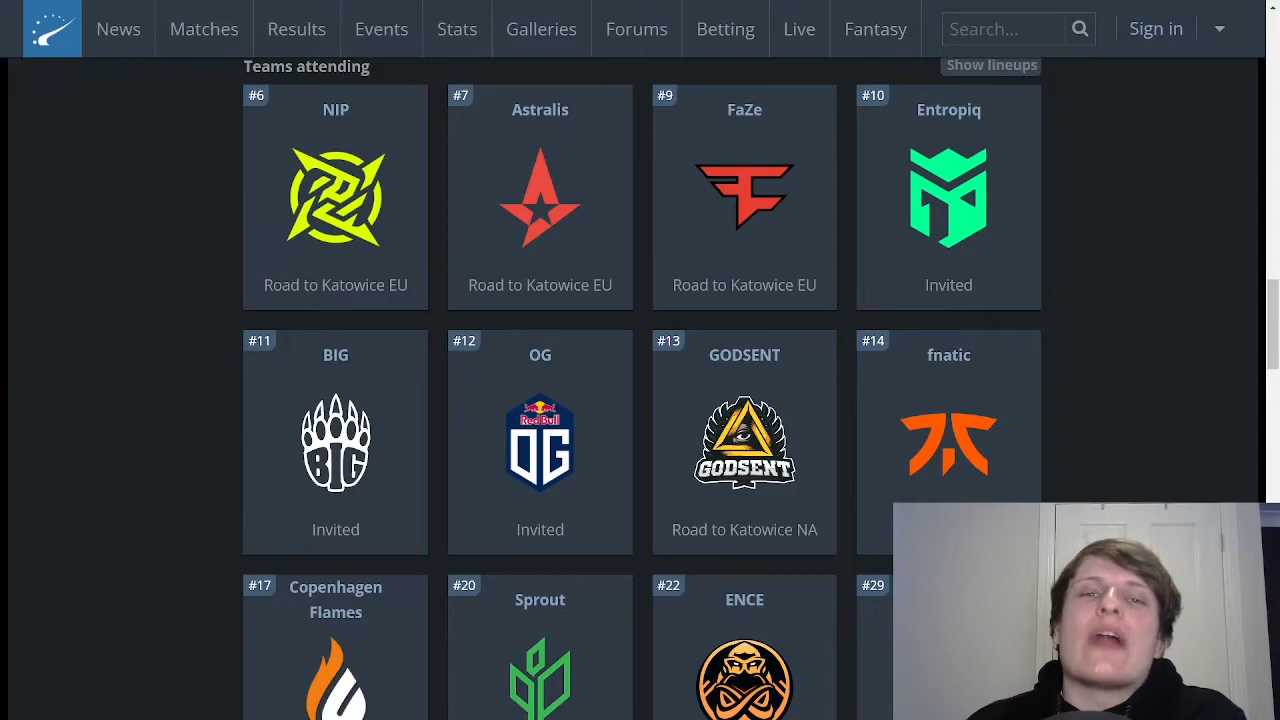 News Matches Results Events Stats Galleries Forums Betting Live Fantasy Search... Sign in
Teams attending Show lineups
#6 #7 #9 #10
NIP Astralis FaZe Entropiq
Road to Katowice EU Road to Katowice EU Road to Katowice EU Invited
#11 #12 #13 #14
BIG OG GODSENT fnatic
RedBull
BIG OG GODSENT
Invited Invited Road to Katowice NA
#17 #20 #22 #29
Copenhagen Sprout ENCE
Flames